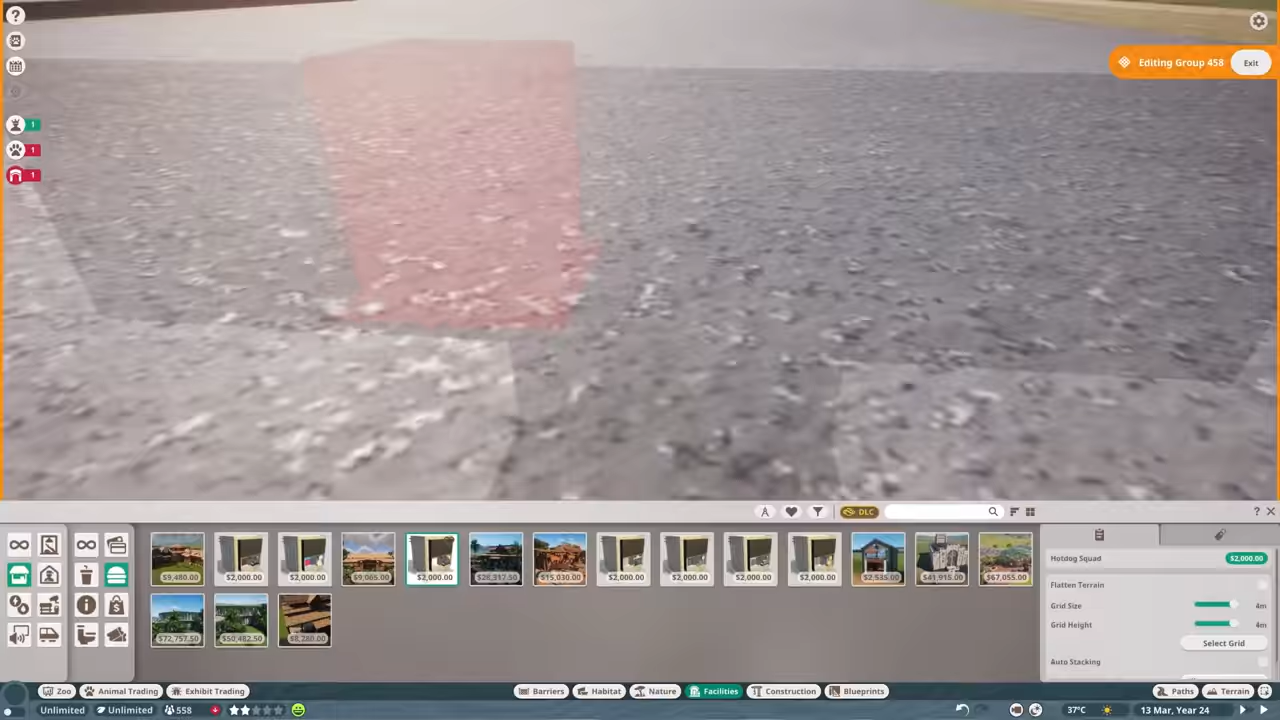 ?
Editing Group 458
Exit
1
1
1
DLC
?
$9,480.00
$2,000.00
$2,000.00
$9,065.00
$2,000.00
$28,317.50
$15,030.00
$2,000.00
$2,000.00
$2,000.00
$2,000.00
$2,535.00
$41,915.00
$67,055.00
$72,757.50
$50,482.50
$8,280.00
Hotdog Squad
$2,000.00
Flatten Terrain
Grid Size
4m
Grid Height
4m
Select Grid
Auto Stacking
Zoo
Animal Trading
Exhibit Trading
Barriers
Habitat
Nature
Facilities
Construction
Blueprints
Paths
Terrain
Unlimited
Unlimited
558
37°C
13 Mar, Year 24